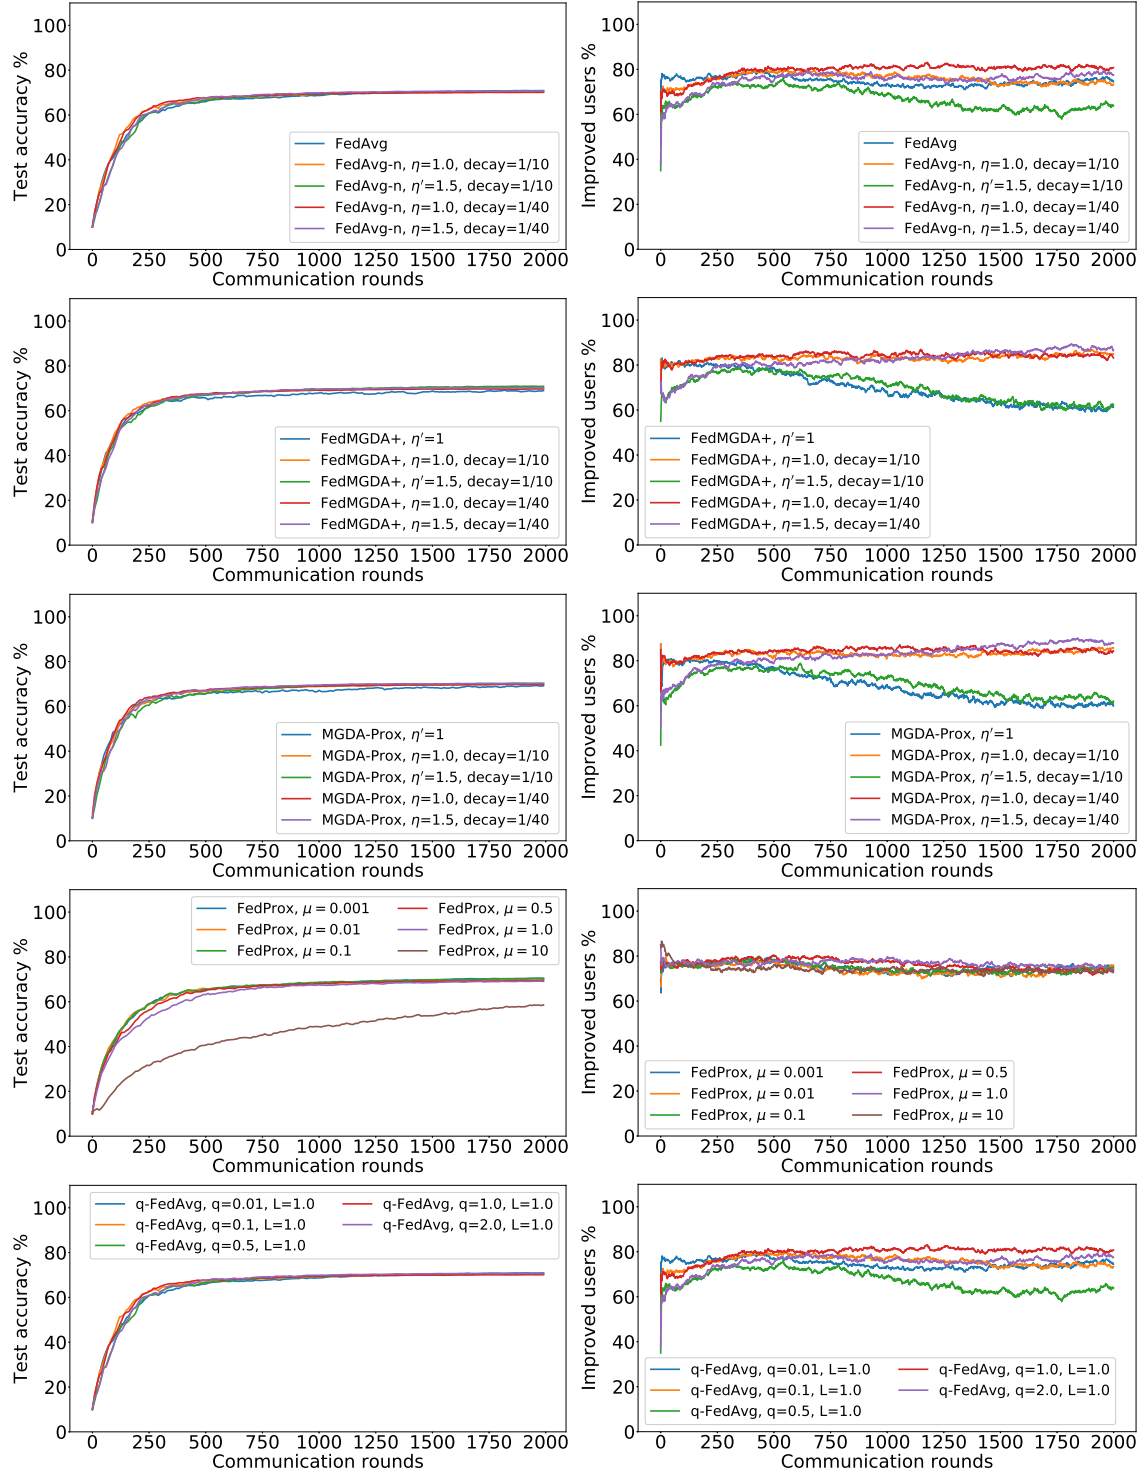 100
80
60
40
20
0
Test accuracy %
FedAvg
FedAvg-n, η=1.0, decay=1/10
FedAvg-n, η′=1.5, decay=1/10
FedAvg-n, η=1.0, decay=1/40
FedAvg-n, η=1.5, decay=1/40
0 250 500 750 1000 1250 1500 1750 2000
Communication rounds
100
80
60
40
20
0
Improved users %
FedAvg
FedAvg-n, η=1.0, decay=1/10
FedAvg-n, η′=1.5, decay=1/10
FedAvg-n, η=1.0, decay=1/40
FedAvg-n, η=1.5, decay=1/40
0 250 500 750 1000 1250 1500 1750 2000
Communication rounds
100
80
60
40
20
0
Test accuracy %
FedMGDA+, η′=1
FedMGDA+, η=1.0, decay=1/10
FedMGDA+, η′=1.5, decay=1/10
FedMGDA+, η=1.0, decay=1/40
FedMGDA+, η=1.5, decay=1/40
0 250 500 750 1000 1250 1500 1750 2000
Communication rounds
100
80
60
40
20
0
Improved users %
FedMGDA+, η′=1
FedMGDA+, η=1.0, decay=1/10
FedMGDA+, η′=1.5, decay=1/10
FedMGDA+, η=1.0, decay=1/40
FedMGDA+, η=1.5, decay=1/40
0 250 500 750 1000 1250 1500 1750 2000
Communication rounds
100
80
60
40
20
0
Test accuracy %
MGDA-Prox, η′=1
MGDA-Prox, η=1.0, decay=1/10
MGDA-Prox, η′=1.5, decay=1/10
MGDA-Prox, η=1.0, decay=1/40
MGDA-Prox, η=1.5, decay=1/40
0 250 500 750 1000 1250 1500 1750 2000
Communication rounds
100
80
60
40
20
0
Improved users %
MGDA-Prox, η′=1
MGDA-Prox, η=1.0, decay=1/10
MGDA-Prox, η′=1.5, decay=1/10
MGDA-Prox, η=1.0, decay=1/40
MGDA-Prox, η=1.5, decay=1/40
0 250 500 750 1000 1250 1500 1750 2000
Communication rounds
100
80
60
40
20
0
Test accuracy %
FedProx, μ = 0.001 FedProx, μ = 0.5
FedProx, μ = 0.01 FedProx, μ = 1.0
FedProx, μ = 0.1 FedProx, μ = 10
0 250 500 750 1000 1250 1500 1750 2000
Communication rounds
100
80
60
40
20
0
Improved users %
FedProx, μ = 0.001 FedProx, μ = 0.5
FedProx, μ = 0.01 FedProx, μ = 1.0
FedProx, μ = 0.1 FedProx, μ = 10
0 250 500 750 1000 1250 1500 1750 2000
Communication rounds
100
80
60
40
20
0
Test accuracy %
q-FedAvg, q=0.01, L=1.0 q-FedAvg, q=1.0, L=1.0
q-FedAvg, q=0.1, L=1.0 q-FedAvg, q=2.0, L=1.0
q-FedAvg, q=0.5, L=1.0
0 250 500 750 1000 1250 1500 1750 2000
Communication rounds
100
80
60
40
20
0
Improved users %
q-FedAvg, q=0.01, L=1.0 q-FedAvg, q=1.0, L=1.0
q-FedAvg, q=0.1, L=1.0 q-FedAvg, q=2.0, L=1.0
q-FedAvg, q=0.5, L=1.0
0 250 500 750 1000 1250 1500 1750 2000
Communication rounds